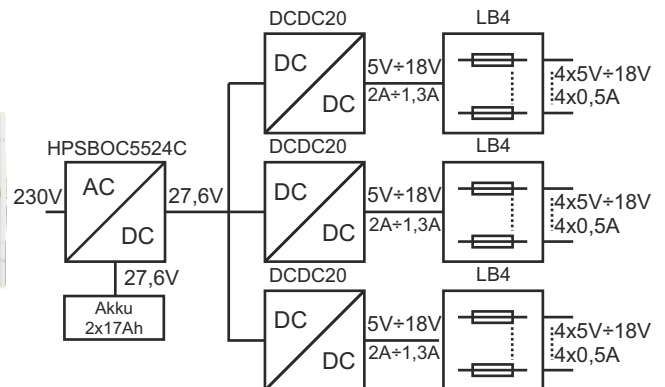 DCDC20
LB4
DC
DC
5V÷18V
2A÷1,3A
4x5V÷18V
4x0,5A
HPSBOC5524C
230V
AC
DC
27,6V
27,6V
Akku
2x17Ah
DCDC20
LB4
DC
DC
5V÷18V
2A÷1,3A
4x5V÷18V
4x0,5A
DCDC20
LB4
DC
DC
5V÷18V
2A÷1,3A
4x5V÷18V
4x0,5A